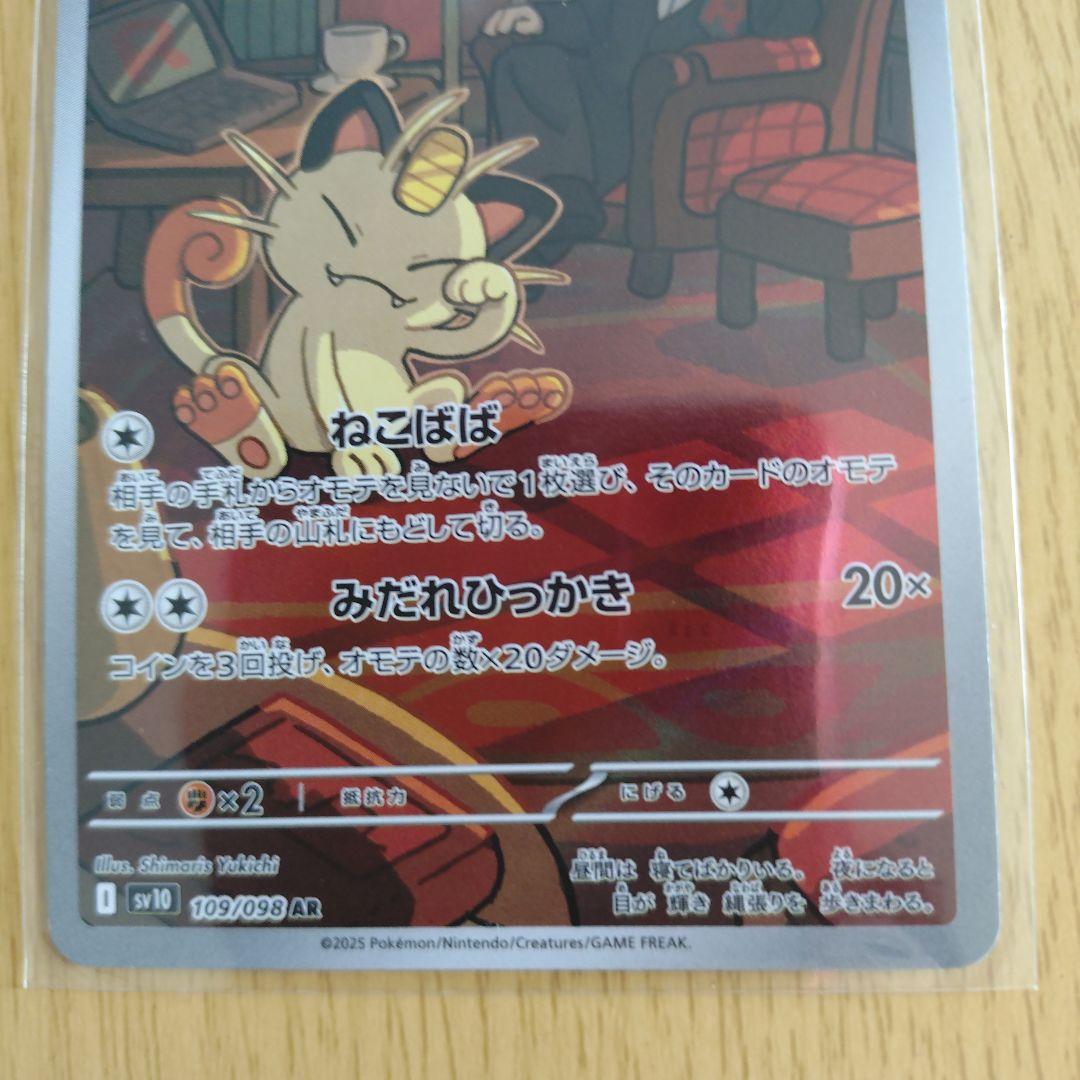 R
ねこばば
相手の手札からオモテを見ないで1枚選び、そのカードのオモテ
を見て、相手の山札にもどして切る。
みだれひっかき 20×
コインを3回投げ、オモテの数×20ダメージ。
弱点 ×2 抵抗力 にげる
Illus. Shimaris Yukichi
昼間は 寝てばかりいる。 夜になると
目が 輝き 縄張りを 歩きまわる。
I sv10 109/098 AR
©2025 Pokémon/Nintendo/Creatures/GAME FREAK.